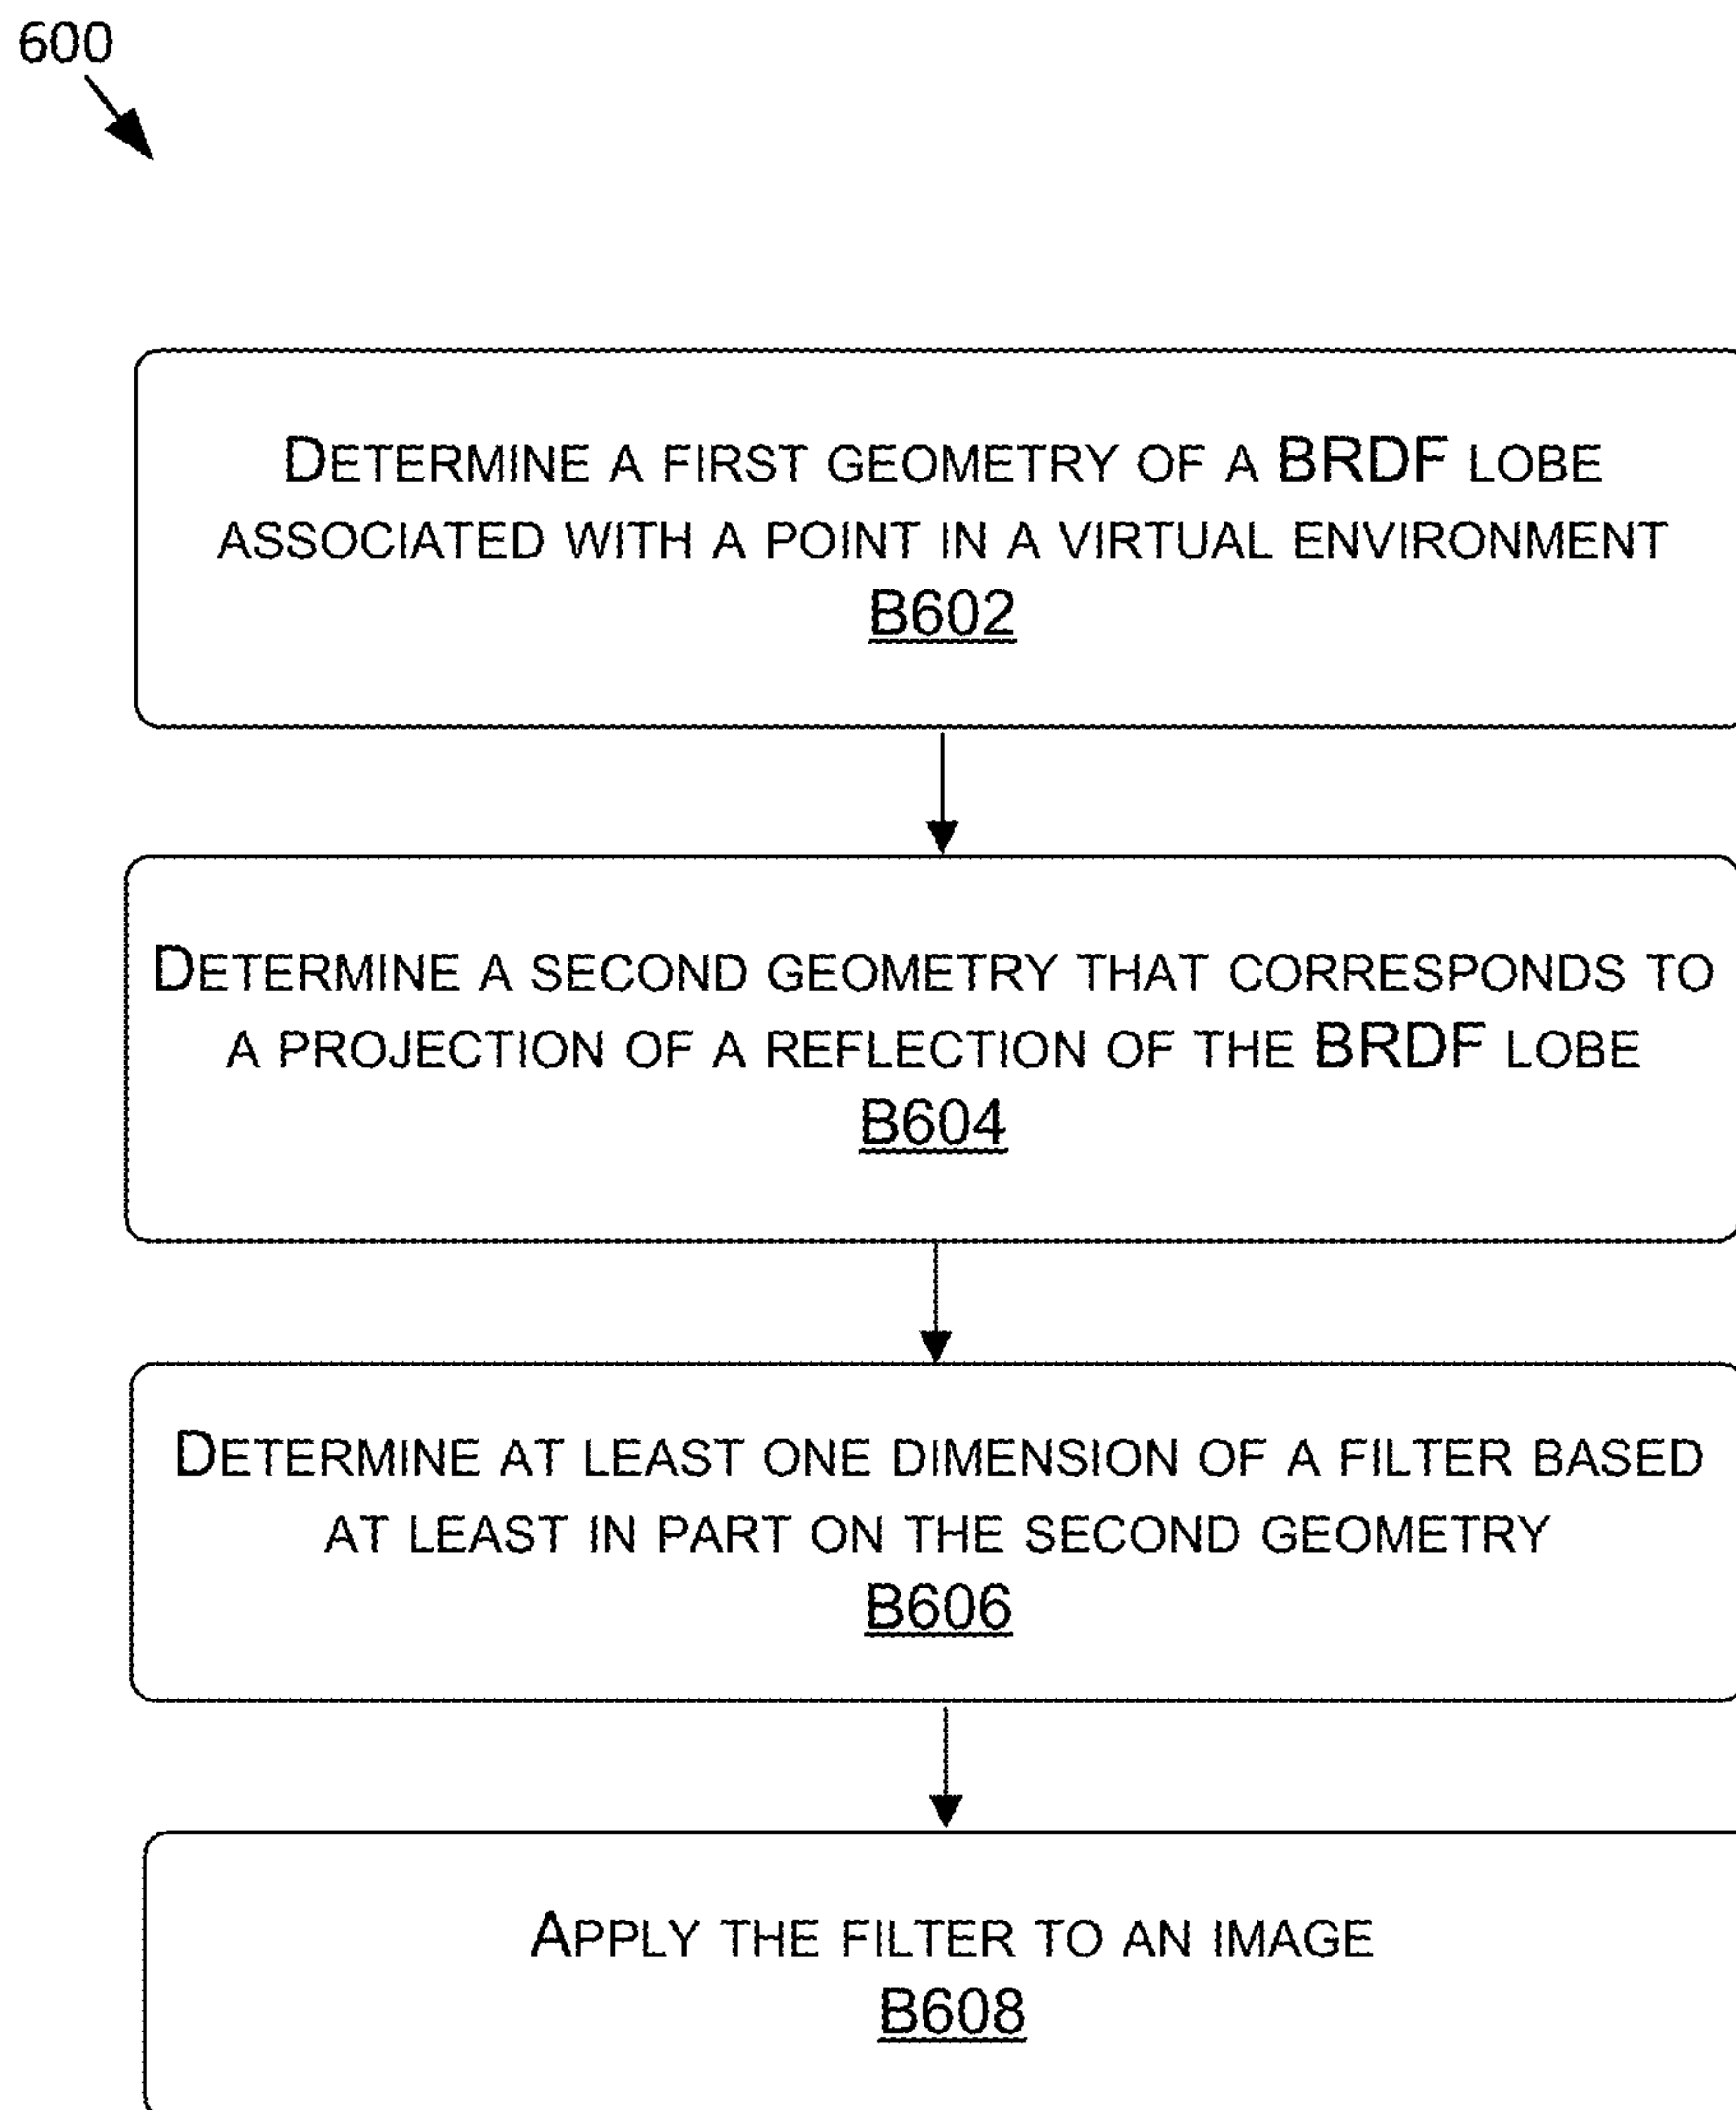 600
DETERMINE A FIRST GEOMETRY OF A BRDF LOBE
ASSOCIATED WITH A POINT IN A VIRTUAL ENVIRONMENT
B602
DETERMINE A SECOND GEOMETRY THAT CORRESPONDS TO
A PROJECTION OF A REFLECTION OF THE BRDF LOBE
B604
DETERMINE AT LEAST ONE DIMENSION OF A FILTER BASED
AT LEAST IN PART ON THE SECOND GEOMETRY
B606
APPLY THE FILTER TO AN IMAGE
B608